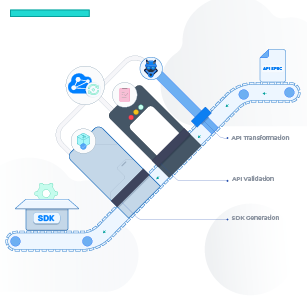 API SPEC
API Transformation
API Validation
SDK Generation
SDK